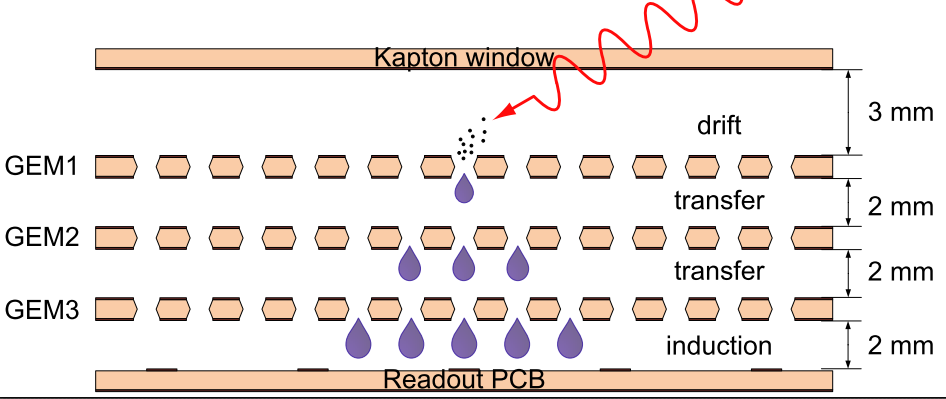 Kapton window
3 mm
drift
GEM1
transfer
2 mm
GEM2
transfer
2 mm
GEM3
induction
2 mm
Readout PCB